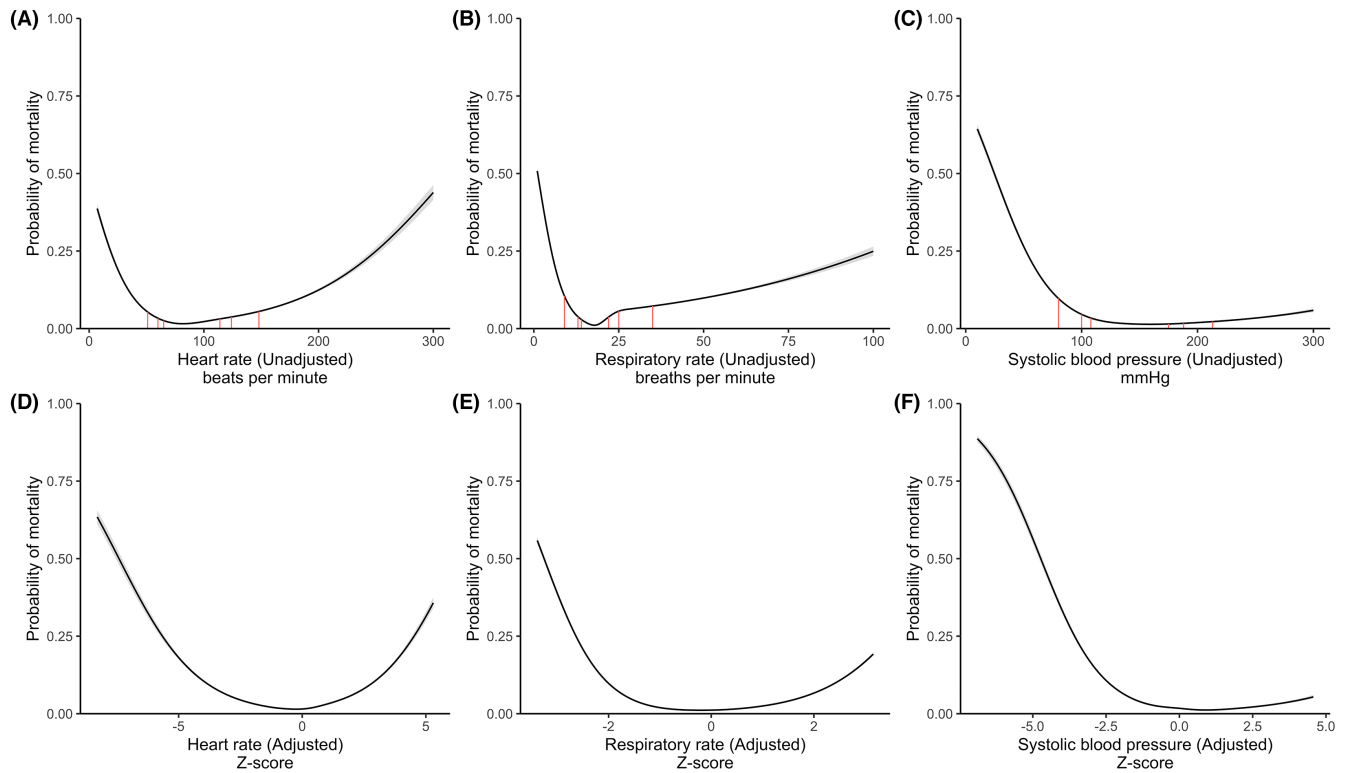 (A)
1.00
0.75
0.50
0.25
0.00
Probability of mortality
0
100
200
300
Heart rate (Unadjusted)
beats per minute
(B)
1.00
0.75
0.50
0.25
0.00
Probability of mortality
0
25
50
75
100
Respiratory rate (Unadjusted)
breaths per minute
(C)
1.00
0.75
0.50
0.25
0.00
Probability of mortality
0
100
200
300
Systolic blood pressure (Unadjusted)
mmHg
(D)
1.00
0.75
0.50
0.25
0.00
Probability of mortality
-5
0
5
Heart rate (Adjusted)
Z-score
(E)
1.00
0.75
0.50
0.25
0.00
Probability of mortality
-2
0
2
Respiratory rate (Adjusted)
Z-score
(F)
1.00
0.75
0.50
0.25
0.00
Probability of mortality
-5.0
-2.5
0.0
2.5
5.0
Systolic blood pressure (Adjusted)
Z-score